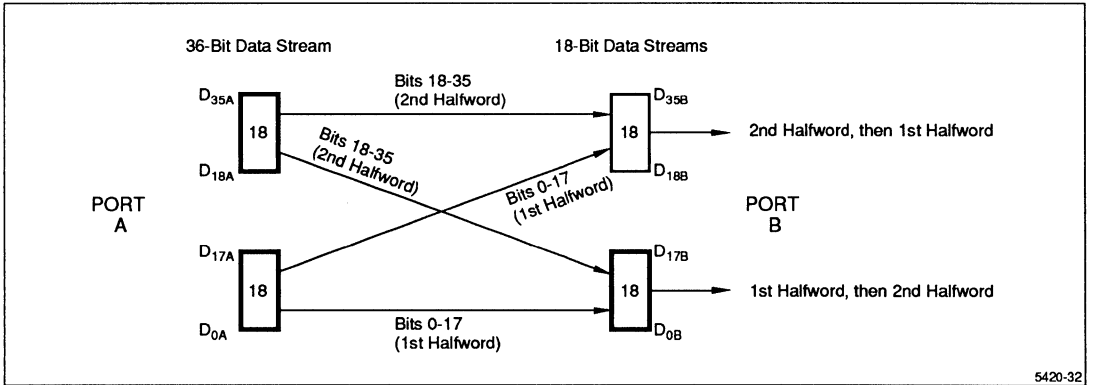 36-Bit Data Stream
18-Bit Data Streams
D35A
18
D18A
Bits 18-35
(2nd Halfword)
Bits 18-35
(2nd Halfword)
D35B
18
D18B
2nd Halfword, then 1st Halfword
PORT
A
Bits 0-17
(1st Halfword)
PORT
B
D17A
18
D0A
Bits 0-17
(1st Halfword)
D17B
18
D0B
1st Halfword, then 2nd Halfword
5420-32